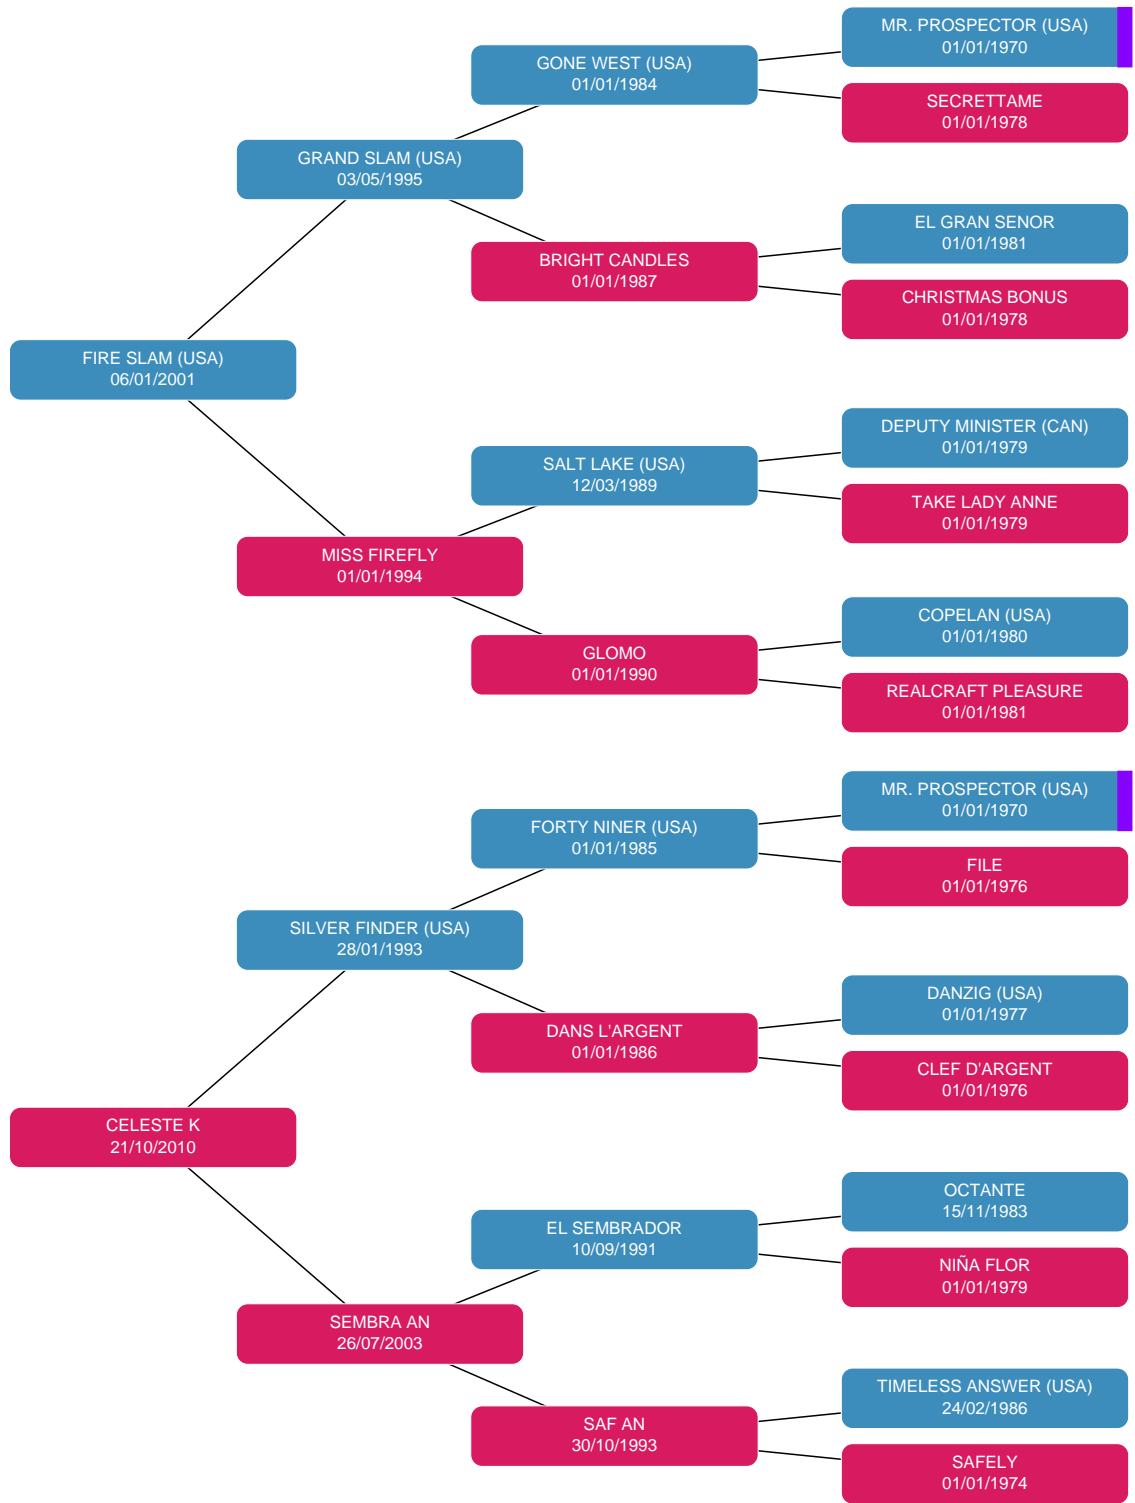 MR. PROSPECTOR (USA)
01/01/1970
GONE WEST (USA)
01/01/1984
SECRETTAME
01/01/1978
GRAND SLAM (USA)
03/05/1995
EL GRAN SENOR
01/01/1981
BRIGHT CANDLES
01/01/1987
CHRISTMAS BONUS
01/01/1978
FIRE SLAM (USA)
06/01/2001
DEPUTY MINISTER (CAN)
01/01/1979
SALT LAKE (USA)
12/03/1989
TAKE LADY ANNE
01/01/1979
MISS FIREFLY
01/01/1994
COPELAN (USA)
01/01/1980
GLOMO
01/01/1990
REALCRAFT PLEASURE
01/01/1981
MR. PROSPECTOR (USA)
01/01/1970
FORTY NINER (USA)
01/01/1985
FILE
01/01/1976
SILVER FINDER (USA)
28/01/1993
DANZIG (USA)
01/01/1977
DANS L'ARGENT
01/01/1986
CLEF D'ARGENT
01/01/1976
CELESTE K
21/10/2010
OCTANTE
15/11/1983
EL SEMBRADOR
10/09/1991
NIÑA FLOR
01/01/1979
SEMBRA AN
26/07/2003
TIMELESS ANSWER (USA)
24/02/1986
SAF AN
30/10/1993
SAFELY
01/01/1974